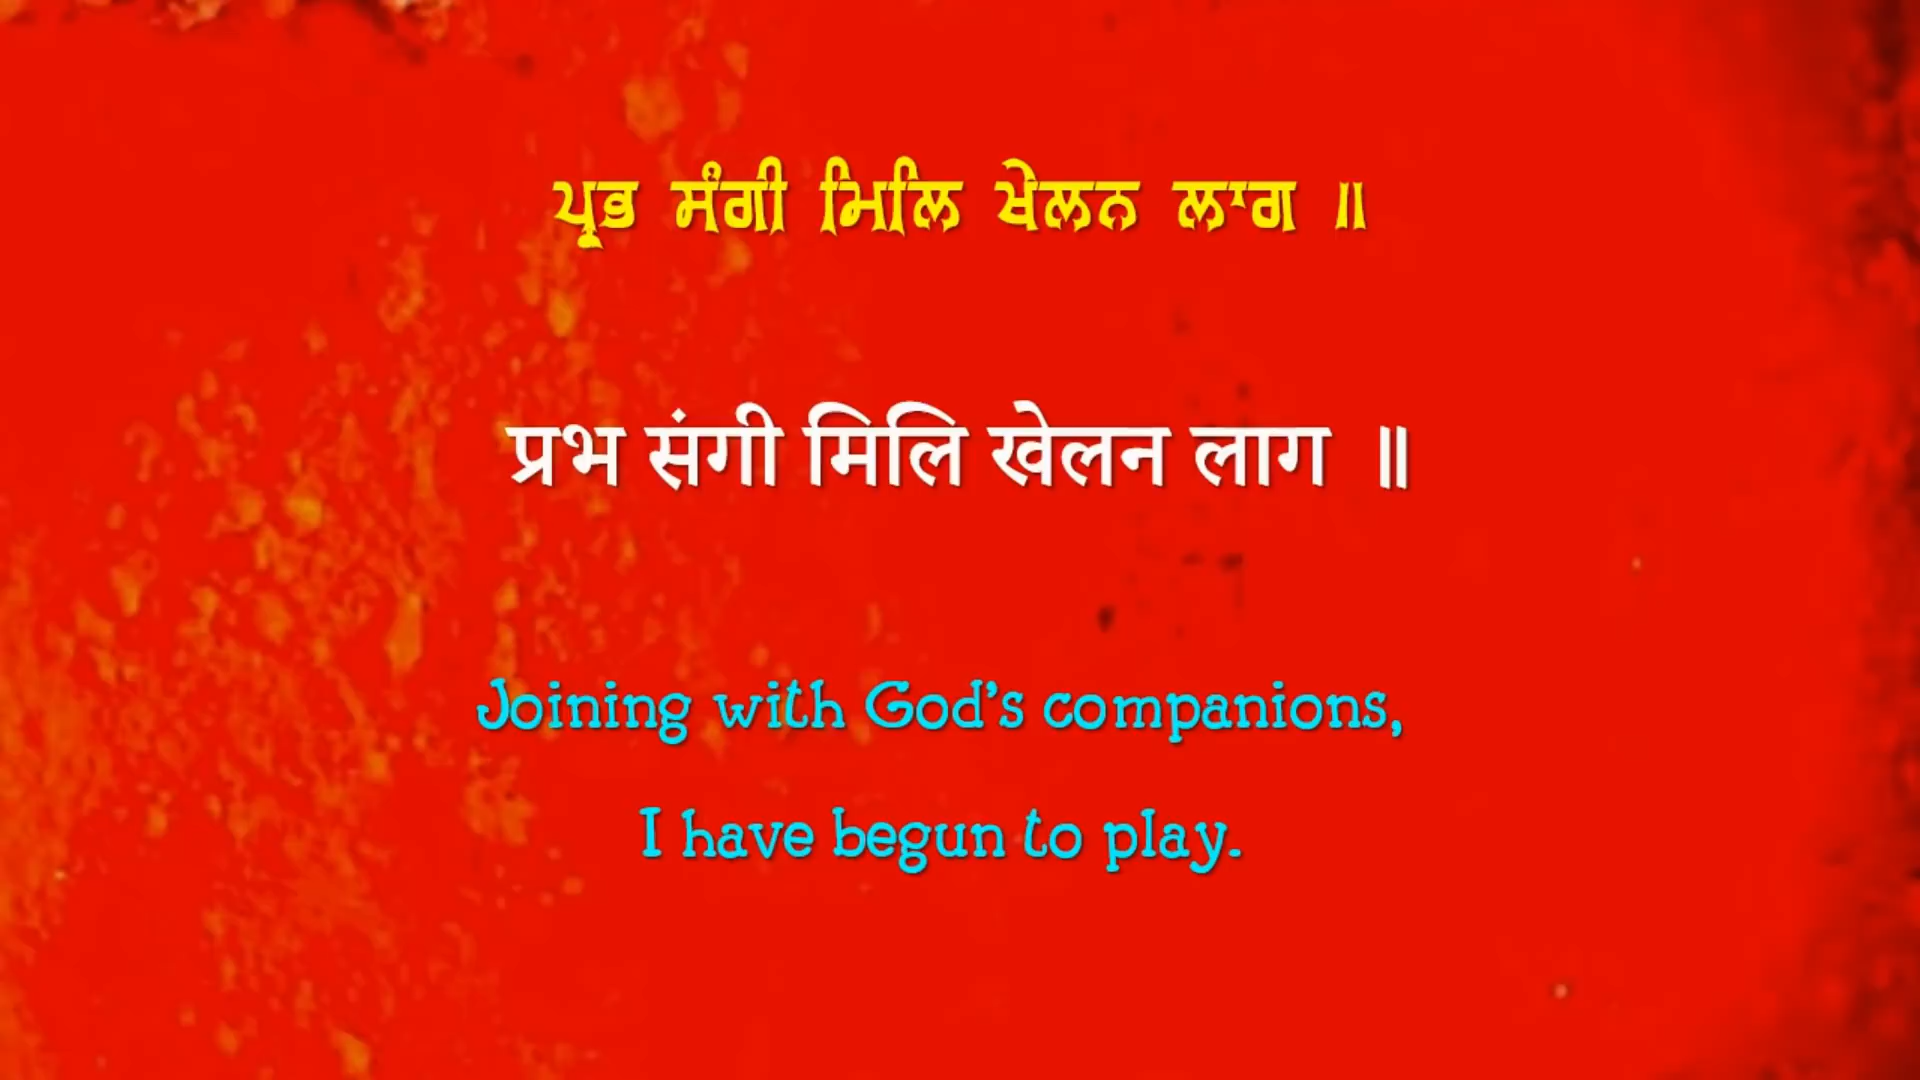 ਪ੍ਰਭ ਸੰਗੀ ਮਿਲਿ ਖੇਲਨ ਲਾਗ ॥
प्रभ संगी मिलि खेलन लाग ॥
Joining with God's companions,
I have begun to play.